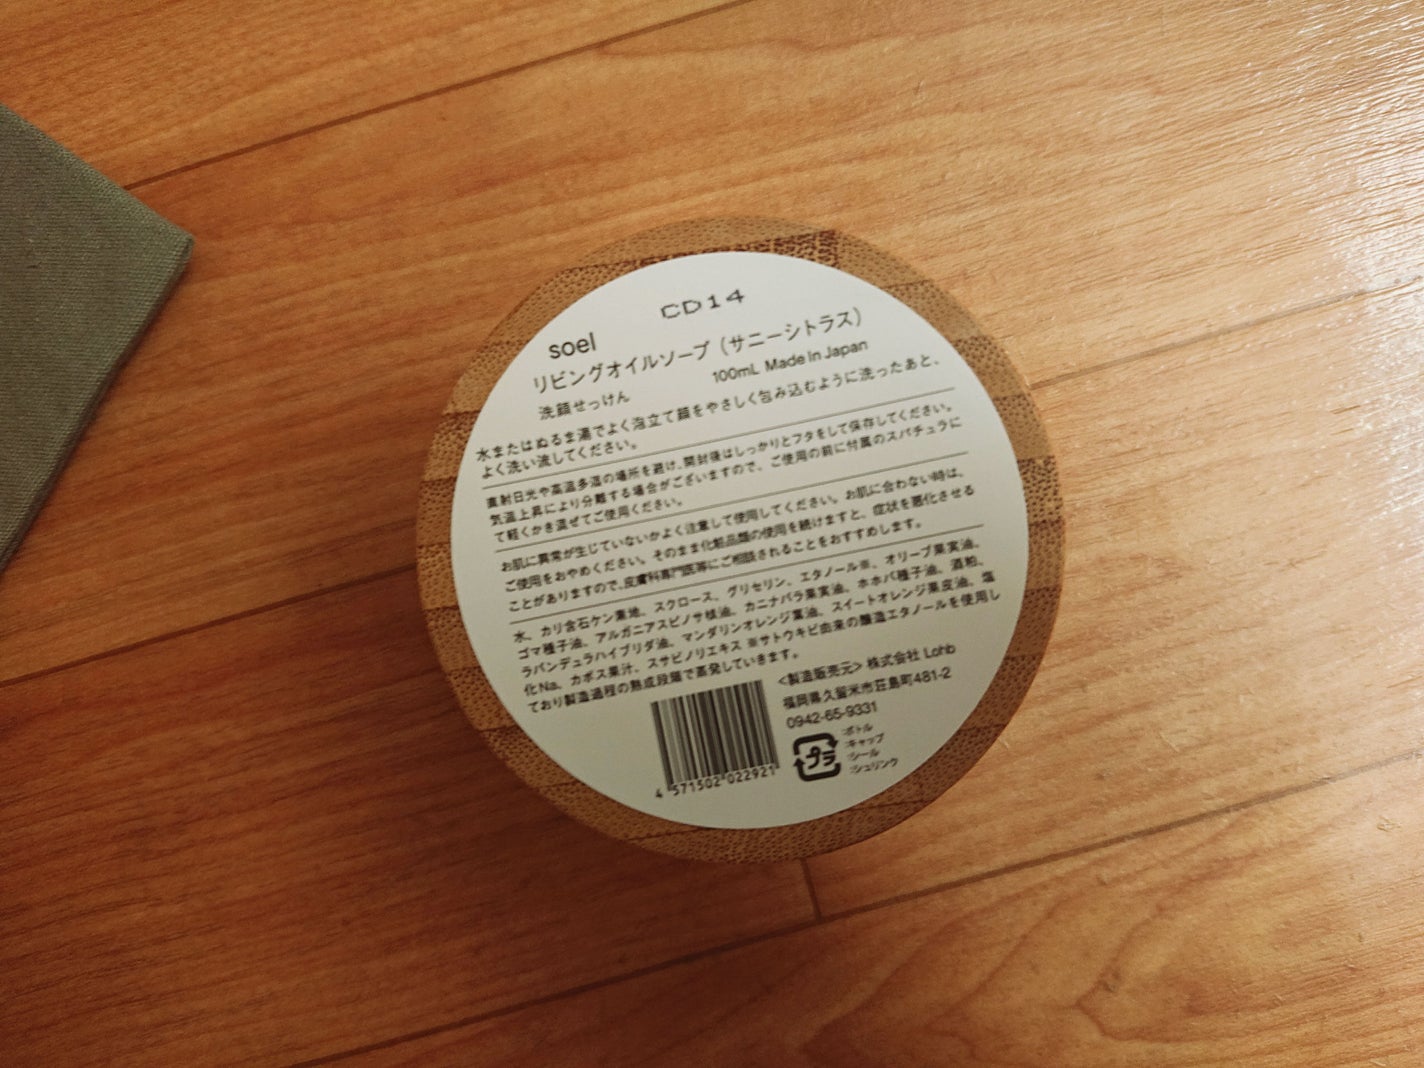 CD14
soel
リビングオイルソープ（サニーシトラス）
洗顔せっけん 100mL Made in Japan
水またはぬるま湯でよく泡立て顔をやさしく包み込むように洗ったあと、
よく洗い流してください。
直射日光や高温多湿の場所を避け、開封後はしっかりとフタをして保存してください。
気温上昇により分離する場合がございますので、ご使用の前に付属のスパチュラに
て軽くかき混ぜてご使用ください。
お肌に異常が生じていないかよく注意して使用してください。お肌に合わない時は、
ご使用をおやめください。そのまま化粧品類の使用を続けますと、症状を悪化させる
ことがありますので、皮膚科専門医等にご相談されることをおすすめします。
水、カリ含石ケン素地、スクロース、グリセリン、エタノール※、オリーブ果実油、
ゴマ種子油、アルガニアスピノサ核油、カニナバラ果実油、ホホバ種子油、酒粕、
ラバンデュラハイブリダ油、マンダリンオレンジ葉油、スイートオレンジ果皮油、塩
化Na、カボス果汁、スサビノリエキス ※サトウキビ由来の醸造エタノールを使用し
ており製造過程の熟成段階で蒸発していきます。
<製造販売元> 株式会社 Lohb
福岡県久留米市荘島町481-2
0942-65-9331
プラ
:ボトル
:キャップ
:シール
:シュリンク
4 571502 022921